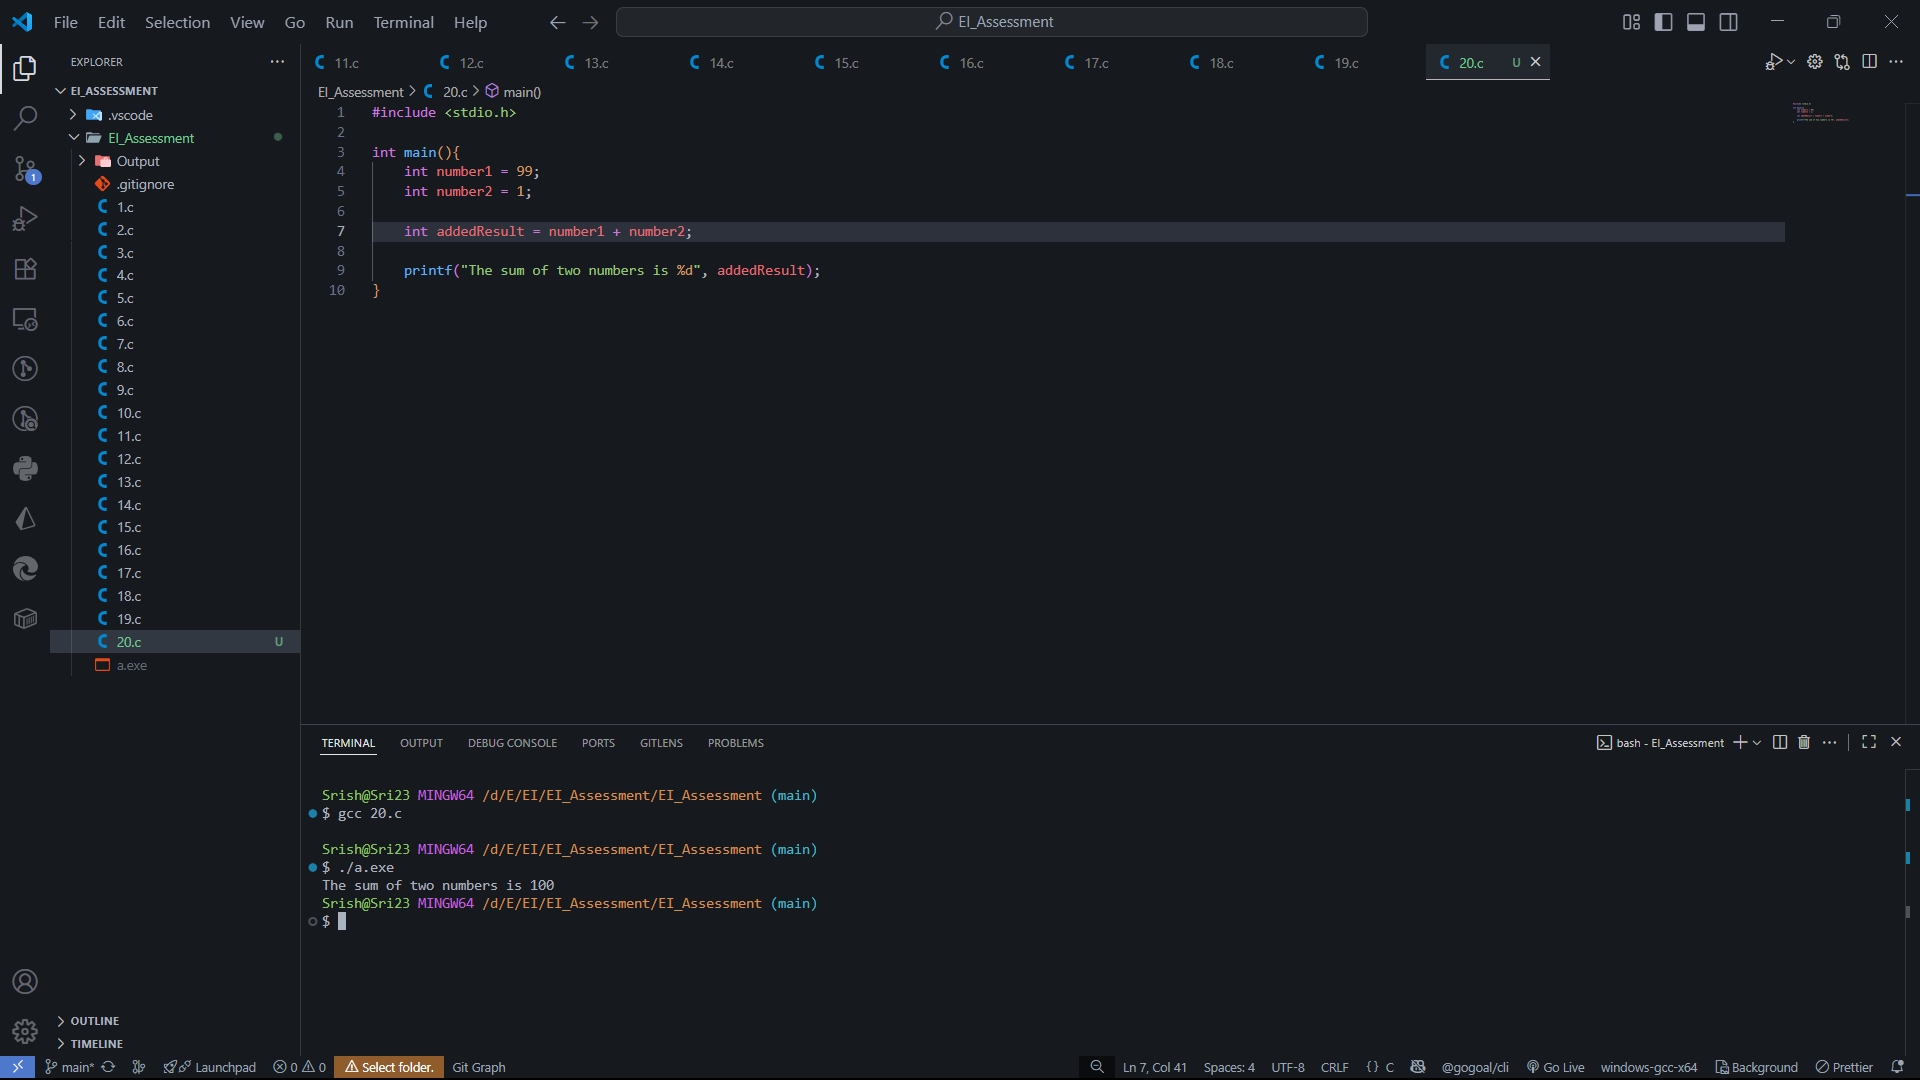 File Edit Selection View Go Run Terminal Help
EI_Assessment
EXPLORER
EI_ASSESSMENT
.vscode
EI_Assessment
Output
.gitignore
1.c
2.c
3.c
4.c
5.c
6.c
7.c
8.c
9.c
10.c
11.c
12.c
13.c
14.c
15.c
16.c
17.c
18.c
19.c
20.c U
a.exe
OUTLINE
TIMELINE
1
11.c 12.c 13.c 14.c 15.c 16.c 17.c 18.c 19.c 20.c U
EI_Assessment > 20.c > main()
1 #include <stdio.h>
2
3 int main(){
4 int number1 = 99;
5 int number2 = 1;
6
7 int addedResult = number1 + number2;
8
9 printf("The sum of two numbers is %d", addedResult);
10 }
TERMINAL OUTPUT DEBUG CONSOLE PORTS GITLENS PROBLEMS
bash - EI_Assessment
Srish@Sri23 MINGW64 /d/E/EI/EI_Assessment/EI_Assessment (main)
$ gcc 20.c
Srish@Sri23 MINGW64 /d/E/EI/EI_Assessment/EI_Assessment (main)
$ ./a.exe
The sum of two numbers is 100
Srish@Sri23 MINGW64 /d/E/EI/EI_Assessment/EI_Assessment (main)
$
main* Launchpad 0 0 Select folder. Git Graph Ln 7, Col 41 Spaces: 4 UTF-8 CRLF {} C @gogoal/cli Go Live windows-gcc-x64 Background Prettier